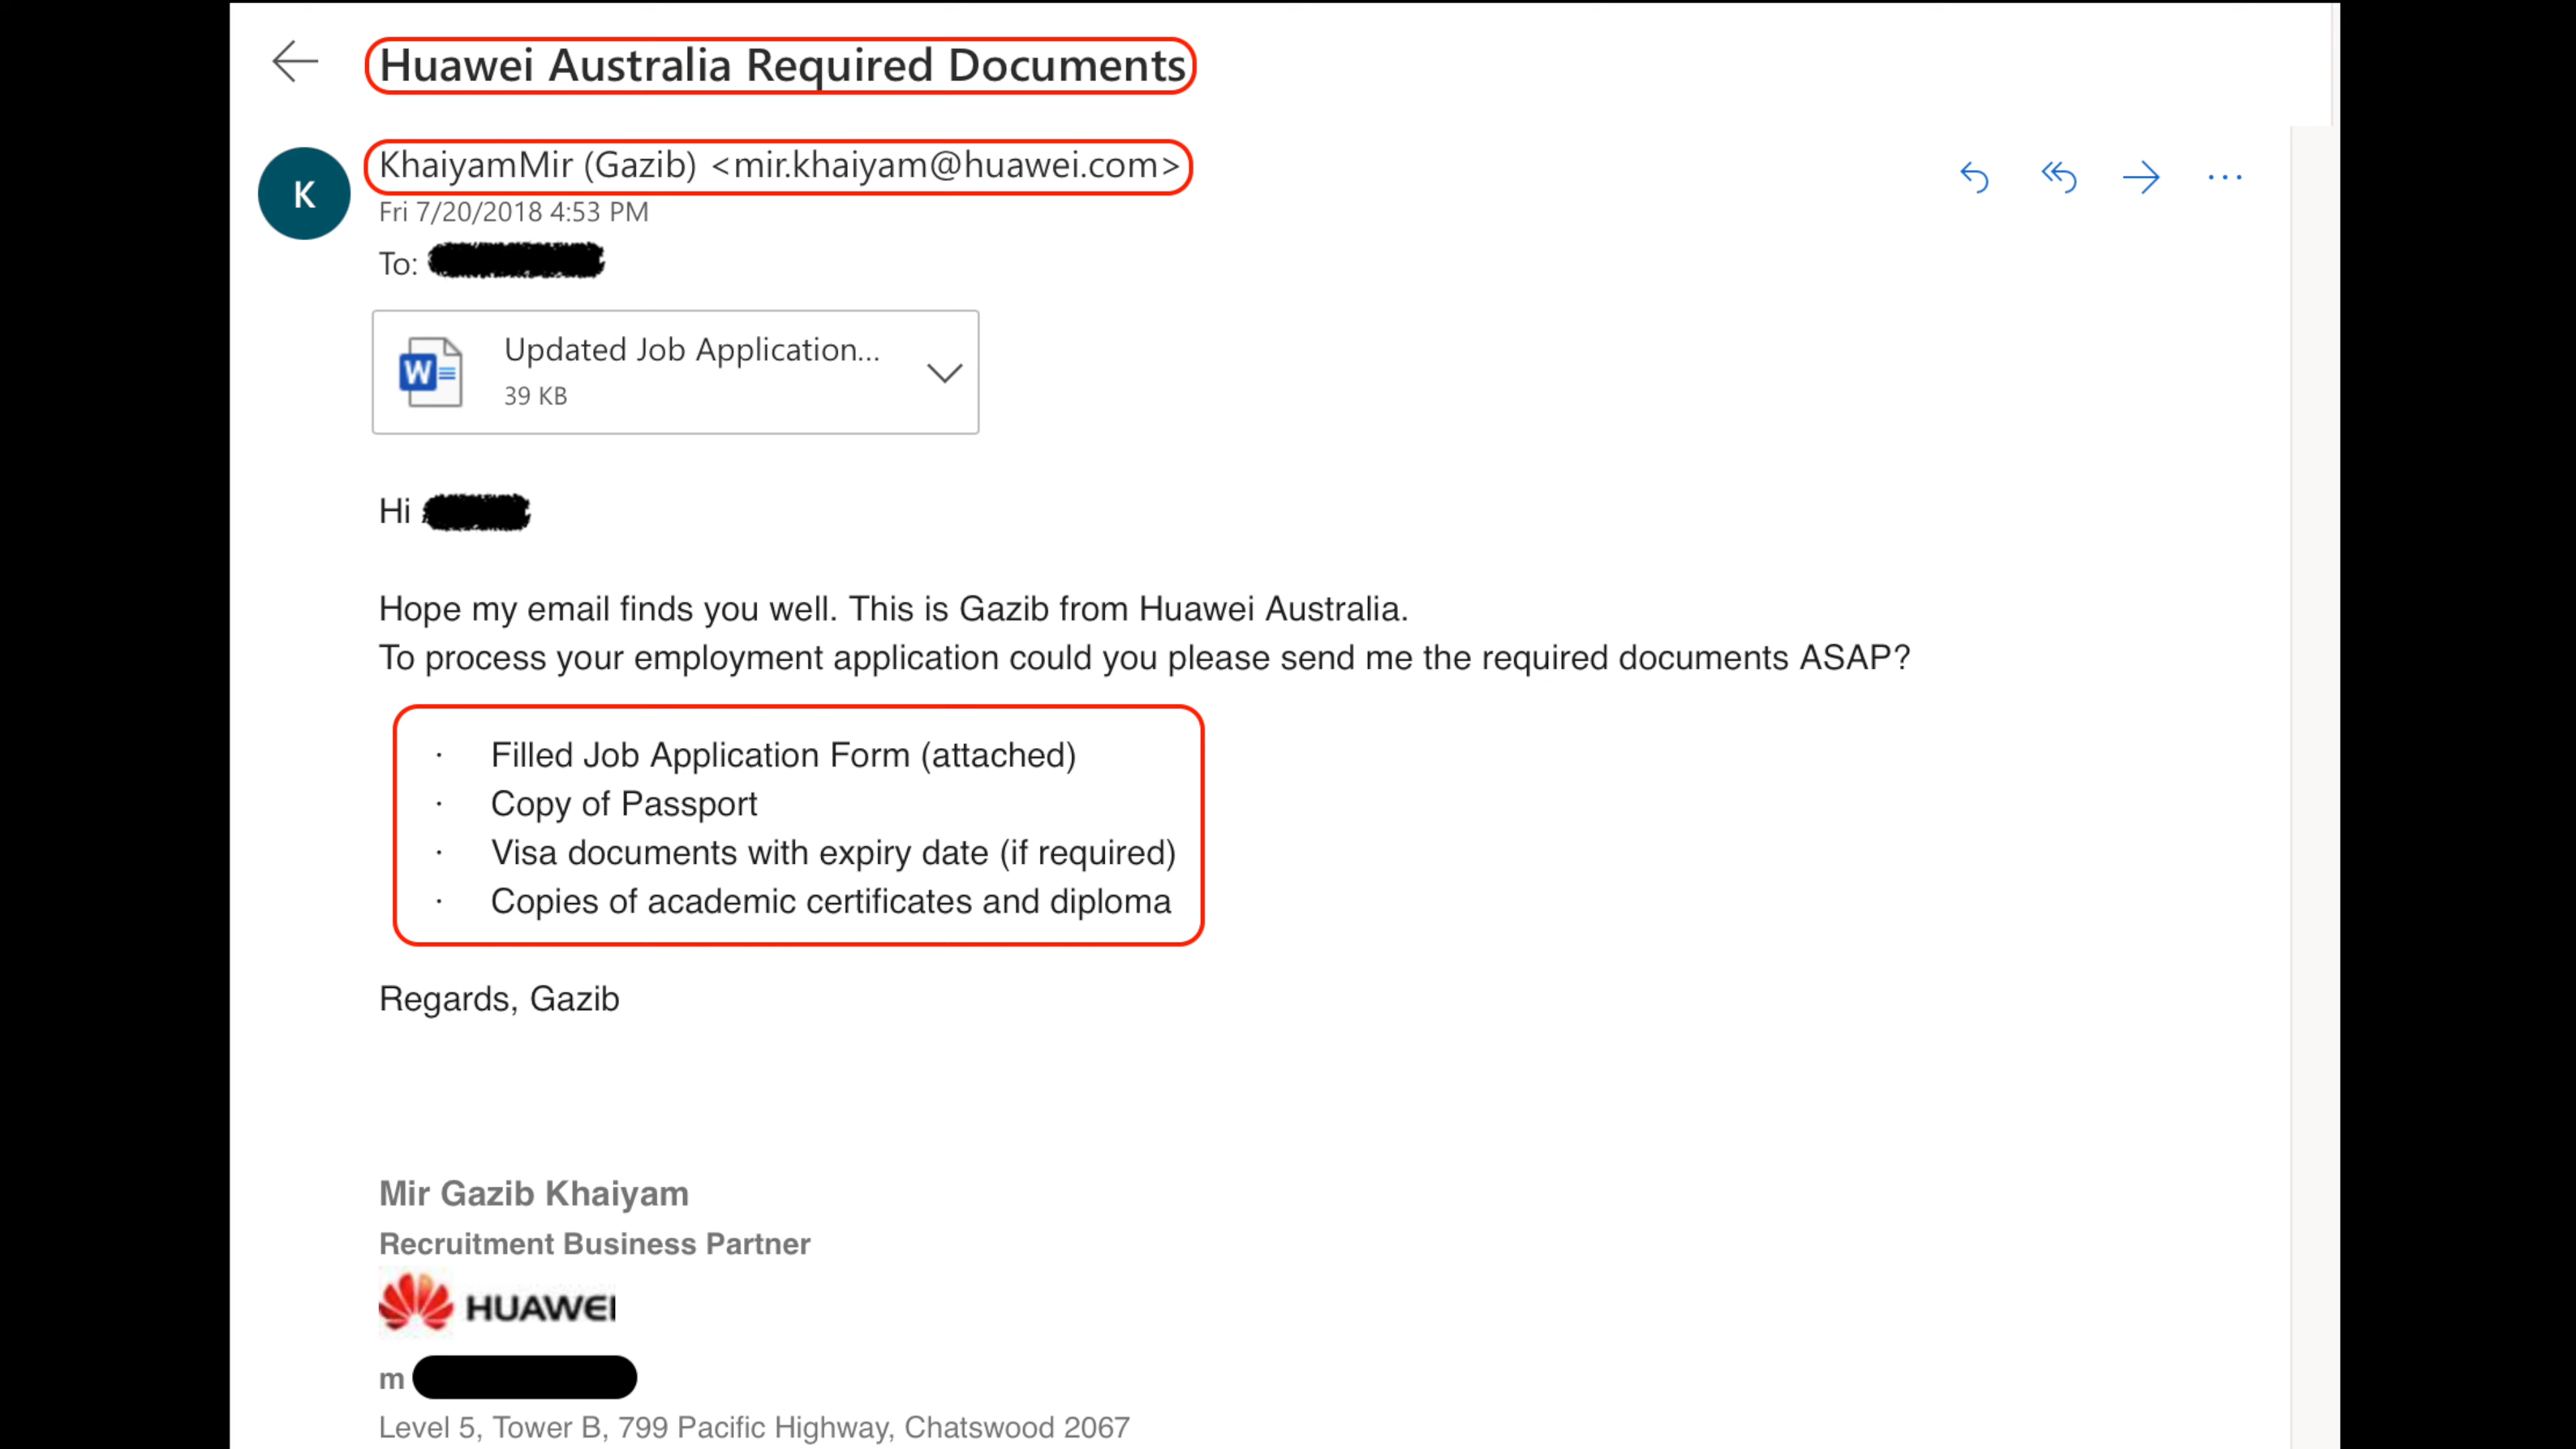 Huawei Australia Required Documents
K
KhaiyamMir (Gazib) <mir.khaiyam@huawei.com>
Fri 7/20/2018 4:53 PM
To:
W
Updated Job Application...
39 KB
Hi
Hope my email finds you well. This is Gazib from Huawei Australia.
To process your employment application could you please send me the required documents ASAP?
· Filled Job Application Form (attached)
· Copy of Passport
· Visa documents with expiry date (if required)
· Copies of academic certificates and diploma
Regards, Gazib
Mir Gazib Khaiyam
Recruitment Business Partner
HUAWEI
m
Level 5, Tower B, 799 Pacific Highway, Chatswood 2067